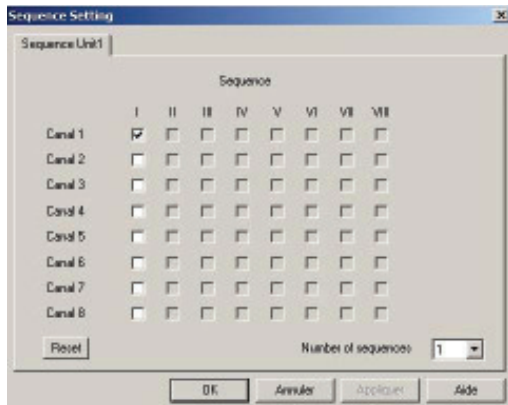 Sequence Setting
Sequence Unit1
Sequence
I II III IV V VI VII VIII
Canal 1
Canal 2
Canal 3
Canal 4
Canal 5
Canal 6
Canal 7
Canal 8
Reset Number of sequences 1
OK Annuler Appliquer Aide